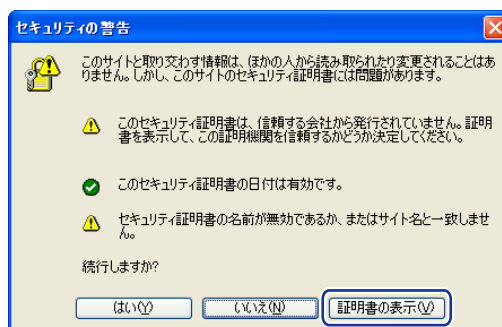 セキュリティの警告
このサイトと取り交わす情報は、ほかの人から読み取られたり変更されることはあ
りません。しかし、このサイトのセキュリティ証明書には問題があります。
このセキュリティ証明書は、信頼する会社から発行されていません。証明
書を表示して、この証明機関を信頼するかどうか決定してください。
このセキュリティ証明書の日付は有効です。
セキュリティ証明書の名前が無効であるか、またはサイト名と一致しませ
ん。
続行しますか?
はい(Y) いいえ(N) 証明書の表示(V)